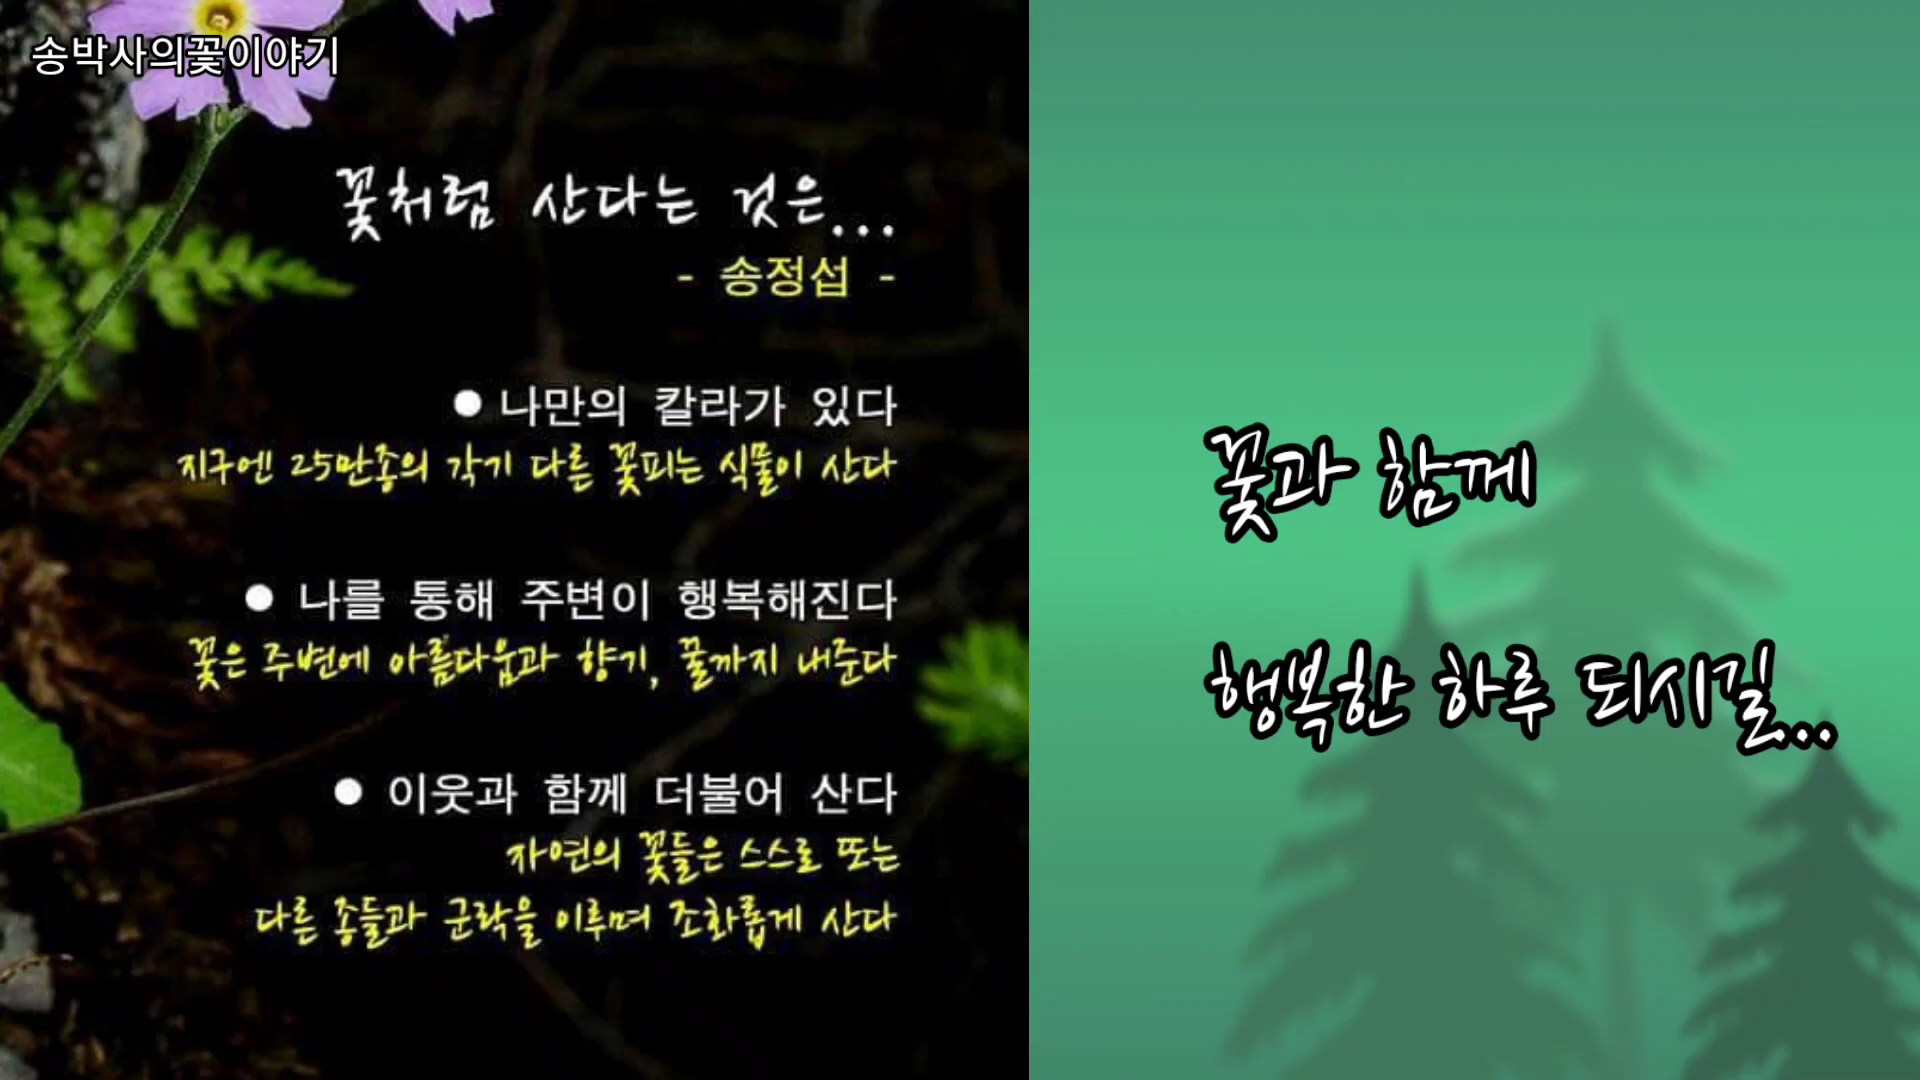 송박사의꽃이야기
꽃처럼 산다는 것은...
- 송정섭 -
● 나만의 칼라가 있다
지구엔 25만종의 각기 다른 꽃피는 식물이 산다
● 나를 통해 주변이 행복해진다
꽃은 주변에 아름다움과 향기, 꿀까지 내준다
● 이웃과 함께 더불어 산다
자연의 꽃들은 스스로 또는
다른 종들과 군락을 이루며 조화롭게 산다
꽃과 함께
행복한 하루 되시길...